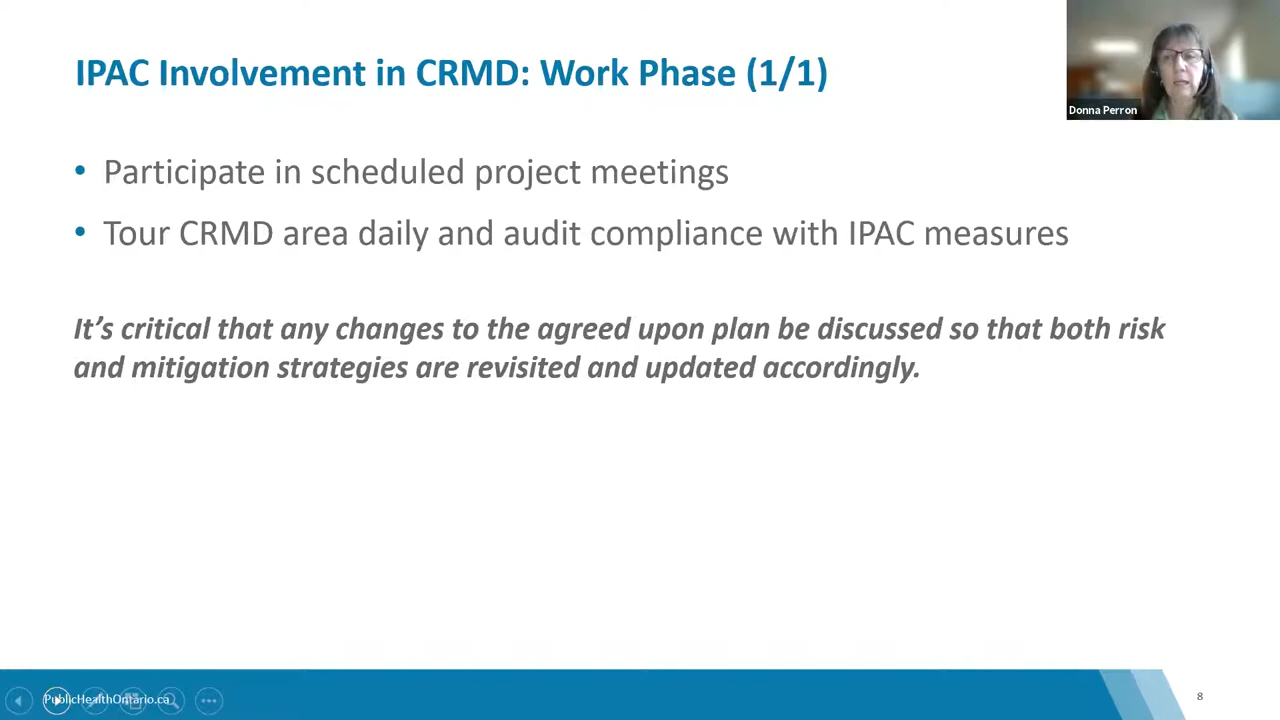 IPAC Involvement in CRMD: Work Phase (1/1)
Donna Perron
• Participate in scheduled project meetings
• Tour CRMD area daily and audit compliance with IPAC measures
It’s critical that any changes to the agreed upon plan be discussed so that both risk
and mitigation strategies are revisited and updated accordingly.
PublicHealthOntario.ca
8